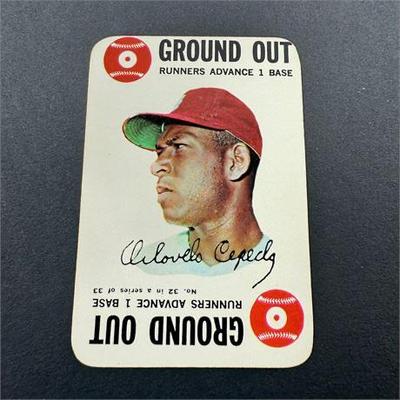 GROUND OUT
RUNNERS ADVANCE 1 BASE
Orlando Cepeda
No. 32 in a series of 33
RUNNERS ADVANCE 1 BASE
GROUND OUT